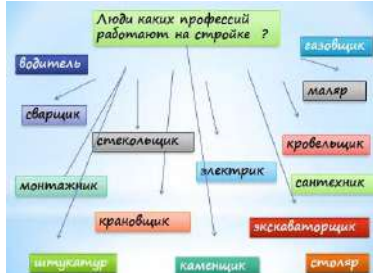 Люди каких профессий
работают на стройке ?
газовщик
водитель
маляр
сварщик
стекольщик
кровельщик
электрик
монтажник
сантехник
крановщик
экскаваторщик
штукатур
каменщик
столяр